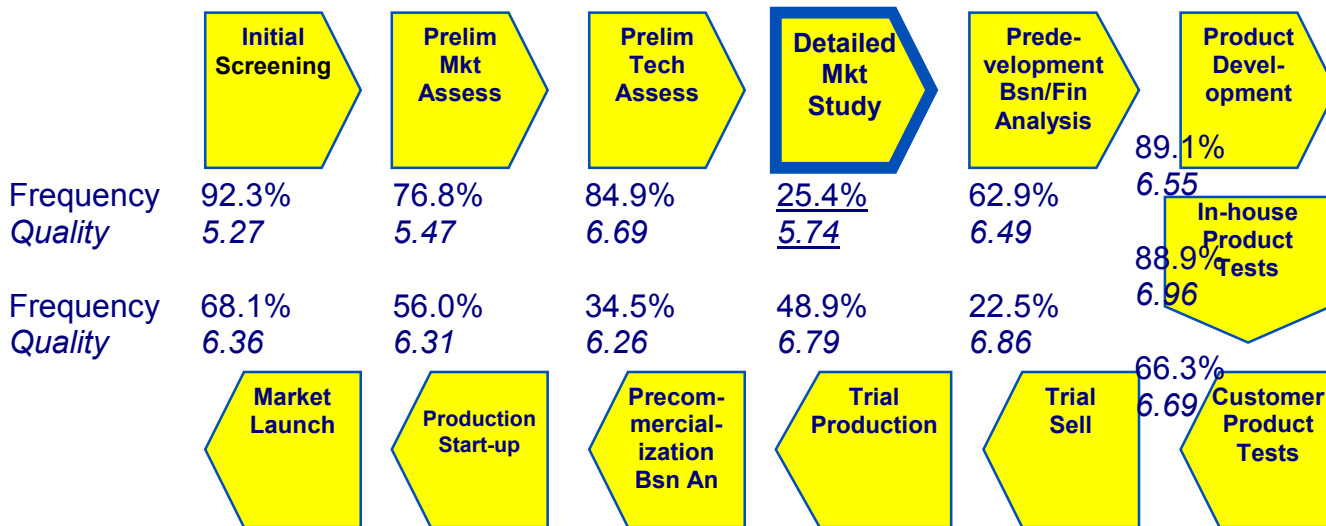 Initial
Screening
Prelim
Mkt
Assess
Prelim
Tech
Assess
Detailed
Mkt
Study
Prede-
velopment
Bsn/Fin
Analysis
Product
Devel-
opment
89.1%
6.55
Frequency 92.3% 76.8% 84.9% 25.4% 62.9%
Quality 5.27 5.47 6.69 5.74 6.49
In-house
Product
Tests
88.9%
6.96
Frequency 68.1% 56.0% 34.5% 48.9% 22.5%
Quality 6.36 6.31 6.26 6.79 6.86
66.3%
6.69
Market
Launch
Production
Start-up
Precom-
mercial-
ization
Bsn An
Trial
Production
Trial
Sell
Customer
Product
Tests